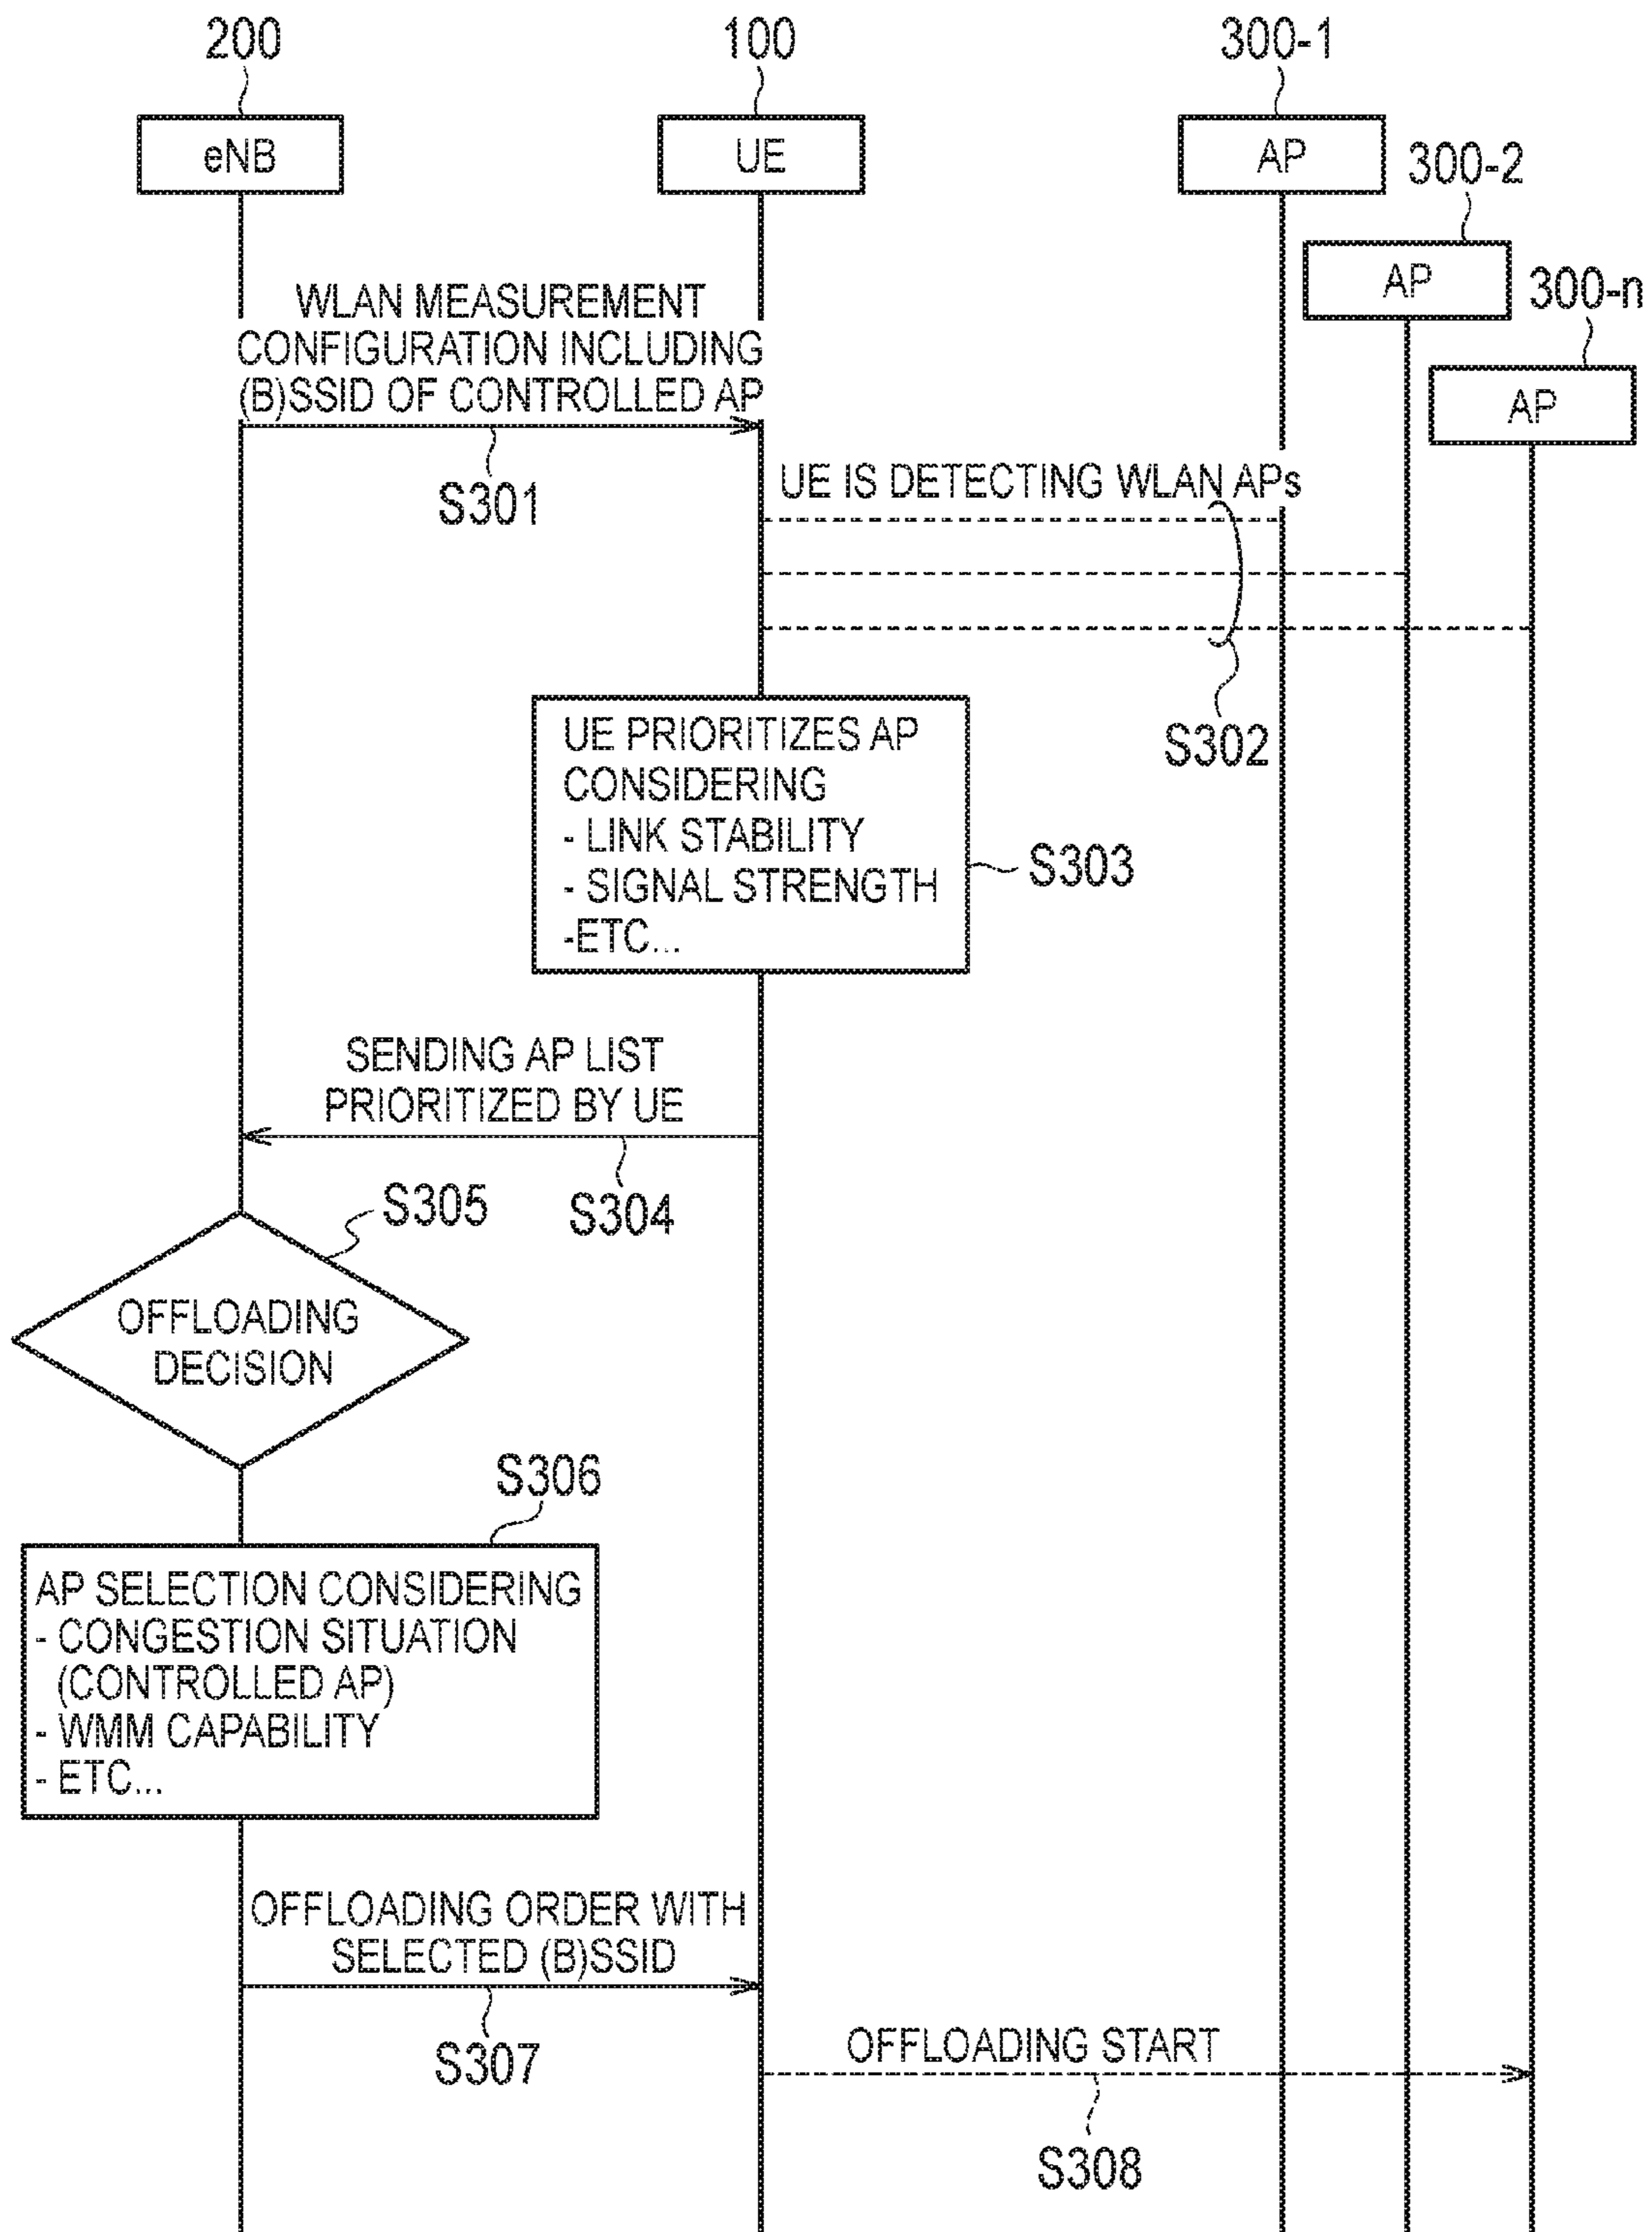 200
100
300-1
eNB
UE
AP
300-2
AP
300-n
AP
WLAN MEASUREMENT
CONFIGURATION INCLUDING
(B)SSID OF CONTROLLED AP
S301
UE IS DETECTING WLAN APs
S302
UE PRIORITIZES AP
CONSIDERING
- LINK STABILITY
- SIGNAL STRENGTH
-ETC...
S303
SENDING AP LIST
PRIORITIZED BY UE
S304
S305
OFFLOADING
DECISION
S306
AP SELECTION CONSIDERING
- CONGESTION SITUATION
(CONTROLLED AP)
- WMM CAPABILITY
- ETC...
OFFLOADING ORDER WITH
SELECTED (B)SSID
S307
OFFLOADING START
S308